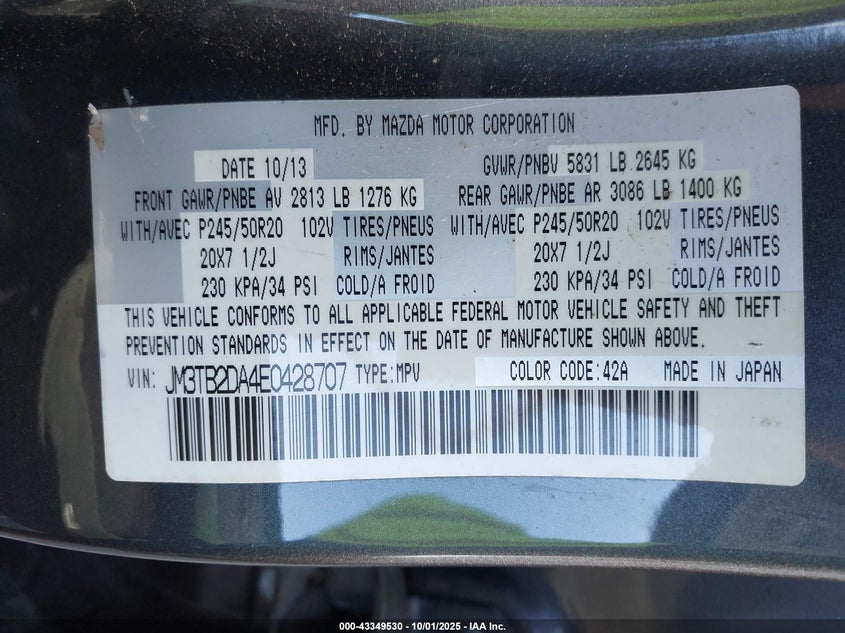 MFD. BY MAZDA MOTOR CORPORATION
DATE 10/13 GVWR/PNBV 5831 LB 2645 KG
FRONT GAWR/PNBE AV 2813 LB 1276 KG REAR GAWR/PNBE AR 3086 LB 1400 KG
WITH/AVEC P245/50R20 102V TIRES/PNEUS WITH/AVEC P245/50R20 102V TIRES/PNEUS
20X7 1/2J RIMS/JANTES 20X7 1/2J RIMS/JANTES
230 KPA/34 PSI COLD/A FROID 230 KPA/34 PSI COLD/A FROID
THIS VEHICLE CONFORMS TO ALL APPLICABLE FEDERAL MOTOR VEHICLE SAFETY AND THEFT
PREVENTION STANDARDS IN EFFECT ON THE DATE OF MANUFACTURE SHOWN ABOVE.
VIN: JM3TB2DA4E0428707 TYPE:MPV COLOR CODE:42A MADE IN JAPAN
000-43349530 - 10/01/2025 - IAA Inc.